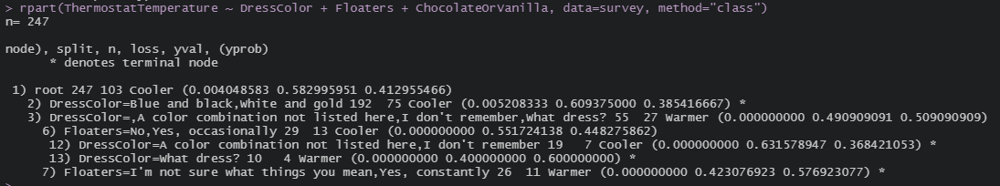 > rpart(ThermostatTemperature ~ DressColor + Floaters + ChocolateOrVanilla, data=survey, method="class")
n= 247

node), split, n, loss, yval, (yprob)
      * denotes terminal node

 1) root 247 103 Cooler (0.004048583 0.582995951 0.412955466)
   2) DressColor=Blue and black,White and gold 192  75 Cooler (0.005208333 0.609375000 0.385416667) *
   3) DressColor=,A color combination not listed here,I don't remember,What dress? 55  27 Warmer (0.000000000 0.490909091 0.509090909)
     6) Floaters=No,Yes, occasionally 29  13 Cooler (0.000000000 0.551724138 0.448275862)
      12) DressColor=A color combination not listed here,I don't remember 19   7 Cooler (0.000000000 0.631578947 0.368421053) *
      13) DressColor=What dress? 10   4 Warmer (0.000000000 0.400000000 0.600000000) *
     7) Floaters=I'm not sure what things you mean,Yes, constantly 26  11 Warmer (0.000000000 0.423076923 0.576923077) *
>